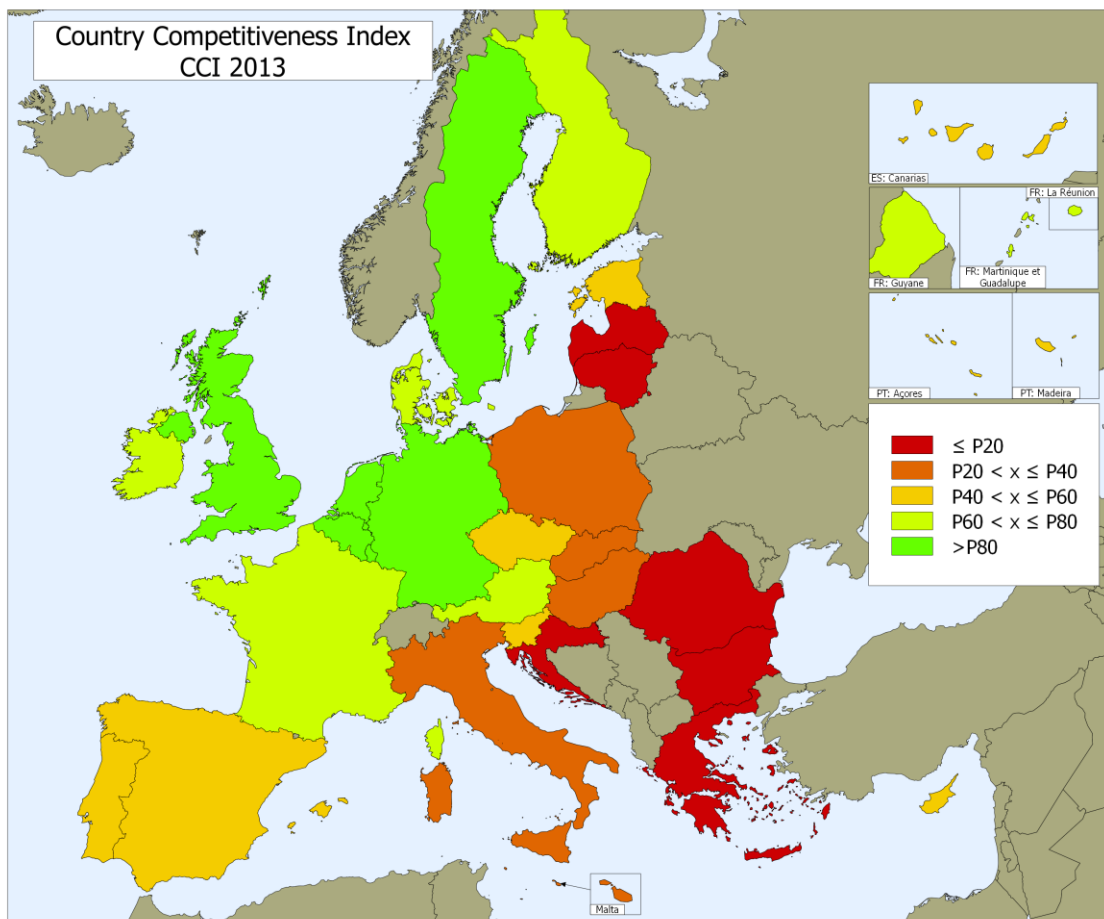 Country Competitiveness Index
CCI 2013
ES: Canarias
FR: La Réunion
FR: Guyane
FR: Martinique et
Guadalupe
PT: Açores
PT: Madeira
≤ P20
P20 < x ≤ P40
P40 < x ≤ P60
P60 < x ≤ P80
>P80
Malta